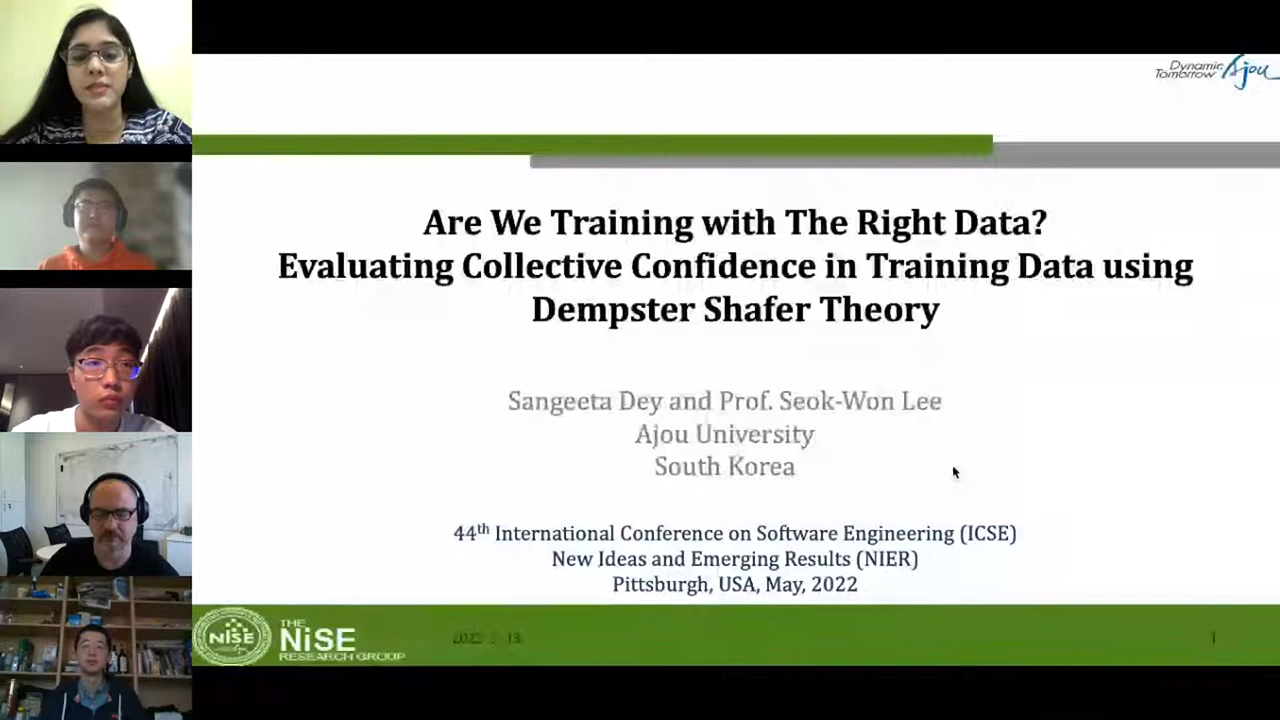 Dynamic
Tomorrow Ajou
Are We Training with The Right Data?
Evaluating Collective Confidence in Training Data using
Dempster Shafer Theory
Sangeeta Dey and Prof. Seok-Won Lee
Ajou University
South Korea
44th International Conference on Software Engineering (ICSE)
New Ideas and Emerging Results (NIER)
Pittsburgh, USA, May, 2022
NiSE
THE
NiSE
RESEARCH GROUP
1